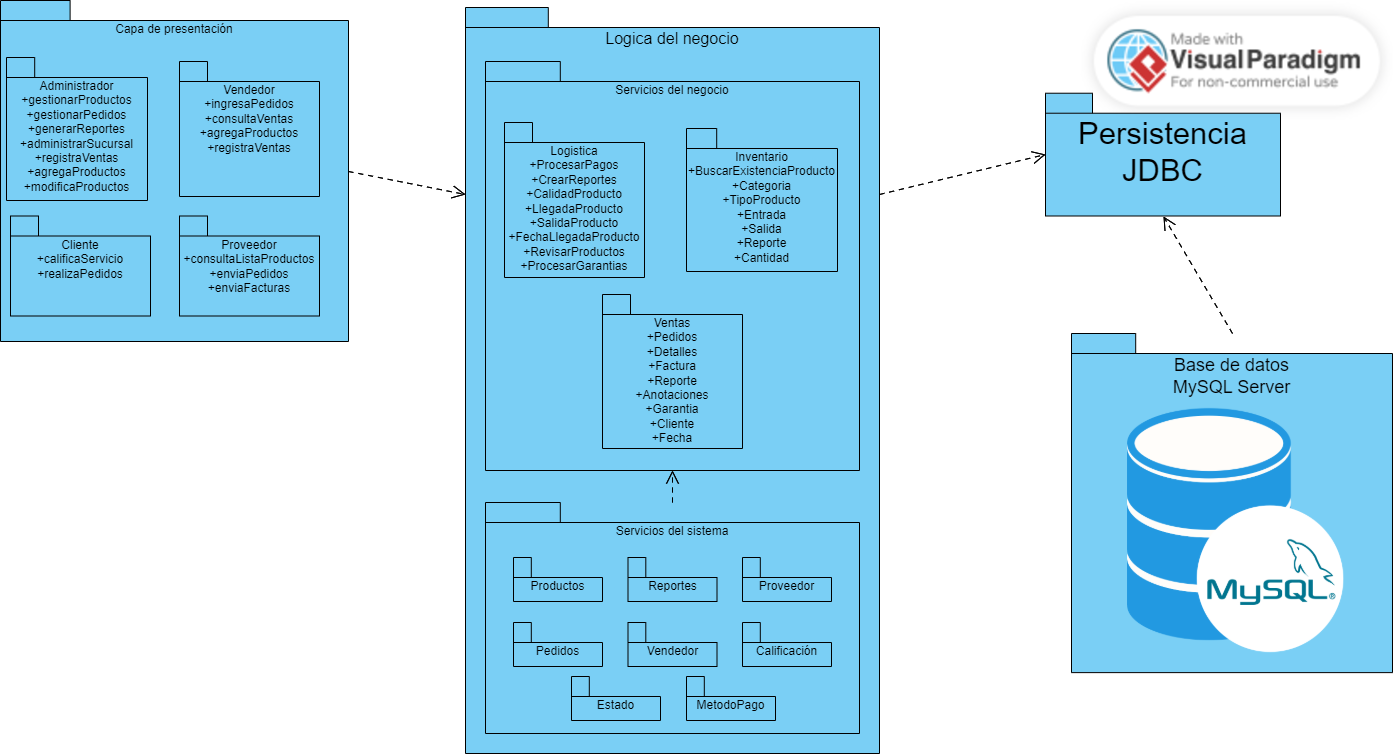 Capa de presentación
Administrador
+gestionarProductos
+gestionarPedidos
+generarReportes
+administrarSucursal
+registraVentas
+agregaProductos
+modificaProductos
Vendedor
+ingresaPedidos
+consultaVentas
+agregaProductos
+registraVentas
Cliente
+calificaServicio
+realizaPedidos
Proveedor
+consultaListaProductos
+enviaPedidos
+enviaFacturas
Logica del negocio
Servicios del negocio
Logistica
+ProcesarPagos
+CrearReportes
+CalidadProducto
+LlegadaProducto
+SalidaProducto
+FechaLlegadaProducto
+RevisarProductos
+ProcesarGarantias
Inventario
+BuscarExistenciaProducto
+Categoria
+TipoProducto
+Entrada
+Salida
+Reporte
+Cantidad
Ventas
+Pedidos
+Detalles
+Factura
+Reporte
+Anotaciones
+Garantia
+Cliente
+Fecha
Servicios del sistema
Productos
Reportes
Proveedor
Pedidos
Vendedor
Calificación
Estado
MetodoPago
Made with
Visual Paradigm
For non-commercial use
Persistencia
JDBC
Base de datos
MySQL Server
MySQL®